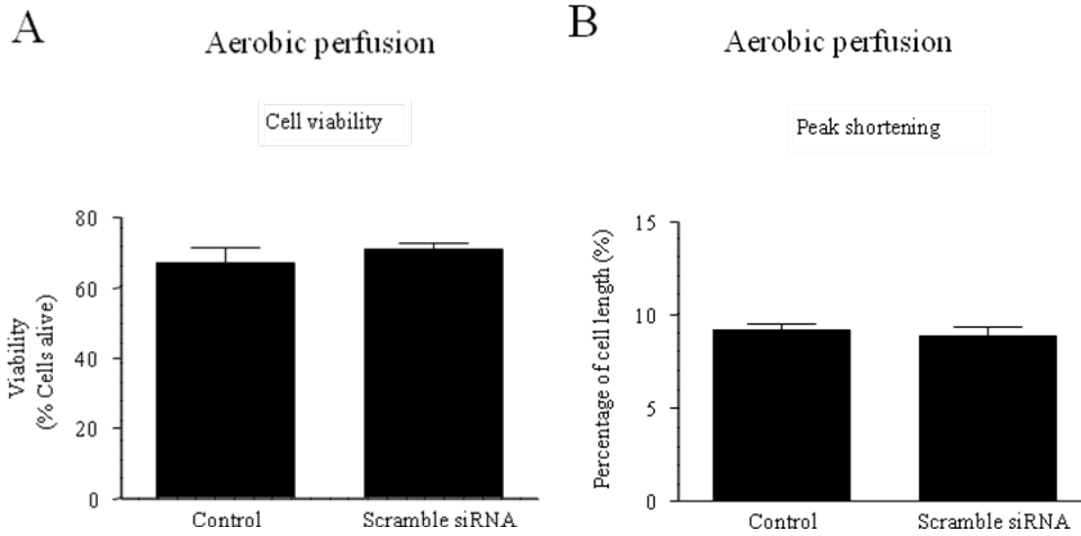 A
Aerobic perfusion
Cell viability
Viability
(% Cells alive)
80
60
40
20
0
Control
Scramble siRNA
B
Aerobic perfusion
Peak shortening
Percentage of cell length (%)
15
10
5
0
Control
Scramble siRNA